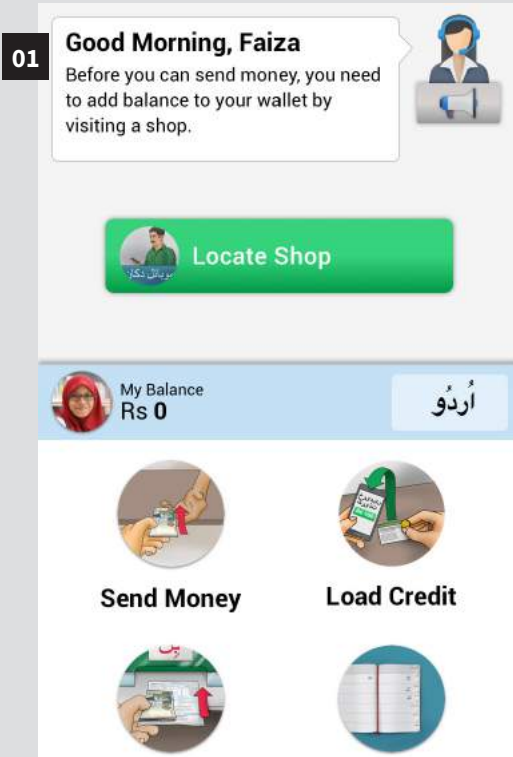 01
Good Morning, Faiza
Before you can send money, you need
to add balance to your wallet by
visiting a shop.
Locate Shop
My Balance
Rs 0
اُردُو
Send Money
Load Credit